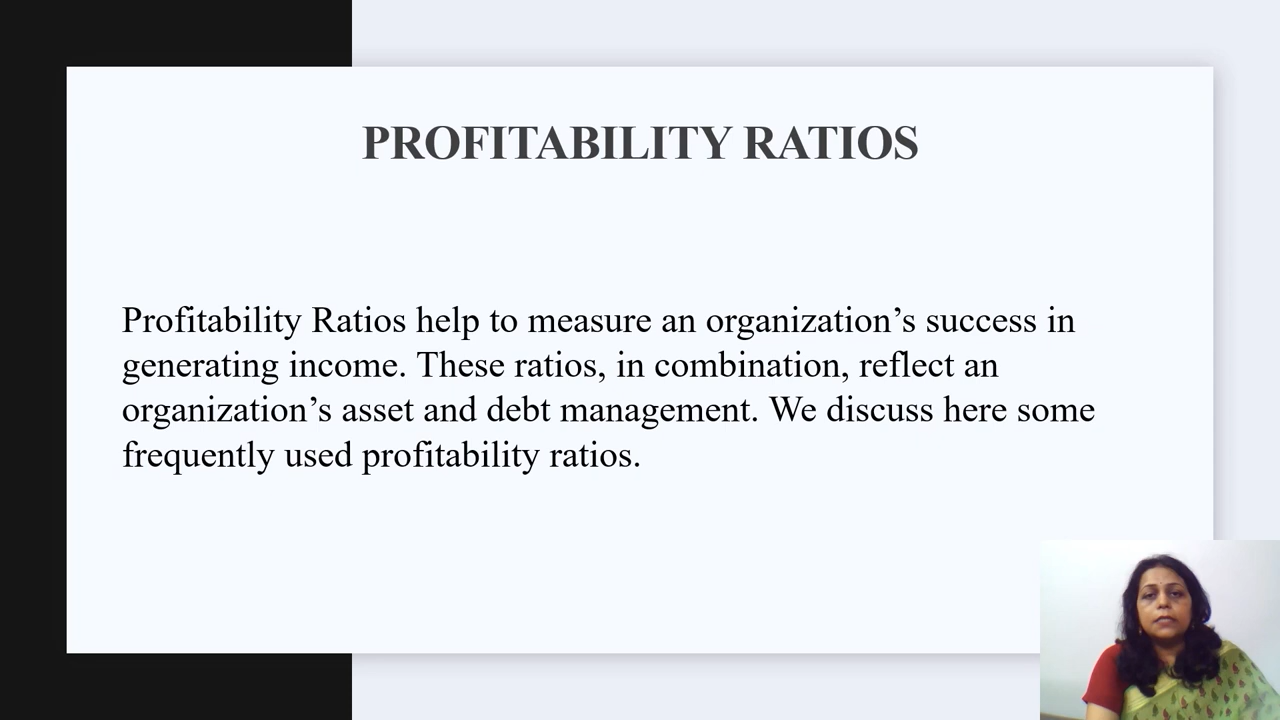 PROFITABILITY RATIOS
Profitability Ratios help to measure an organization’s success in
generating income. These ratios, in combination, reflect an
organization’s asset and debt management. We discuss here some
frequently used profitability ratios.